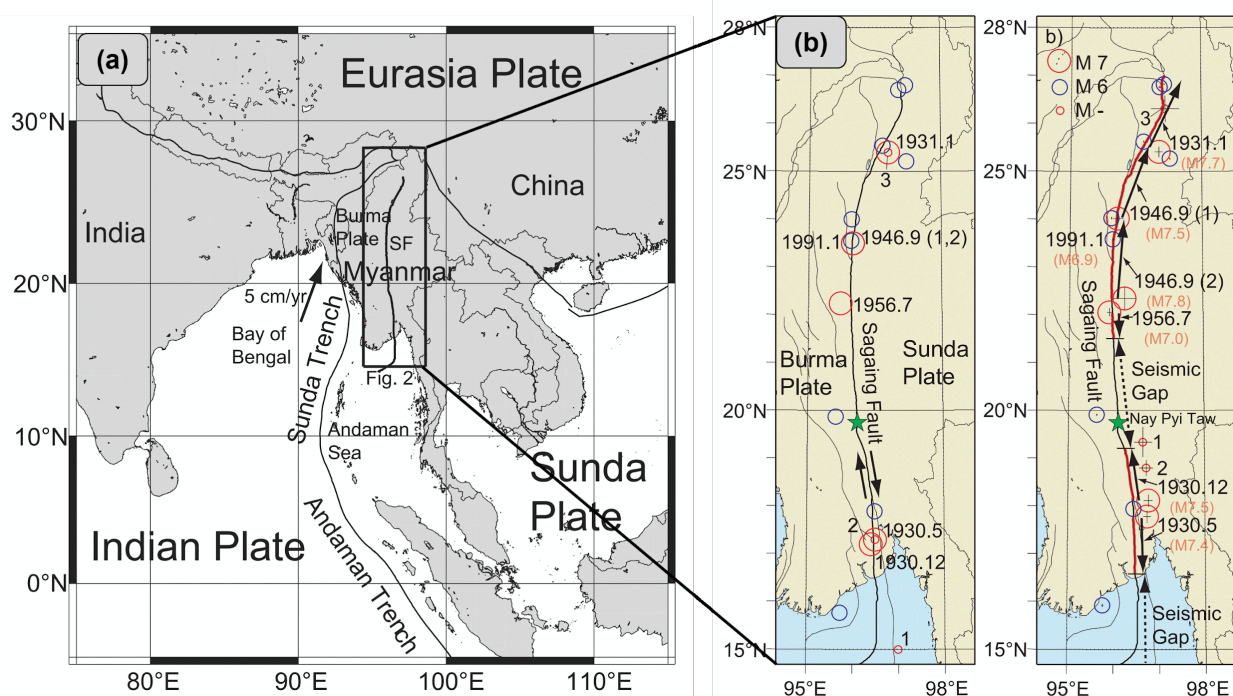 (a)
Eurasia Plate
China
India
Burma
Plate
SF
Myanmar
5 cm/yr
Bay of
Bengal
Sunda Trench
Fig. 2
Andaman
Sea
Sunda
Plate
Indian Plate
Andaman Trench
30°N
20°N
10°N
0°N
80°E
90°E
100°E
110°E
(b)
28°N
25°N
20°N
15°N
95°E
98°E
1931.1
3
1991.1
1946.9 (1,2)
1956.7
Sagaing Fault
Burma
Plate
Sunda
Plate
2
1930.5
1930.12
1
28°N
25°N
20°N
15°N
95°E
98°E
b)
M 7
M 6
M -
3
1931.1
(M7.7)
1946.9 (1)
(M7.5)
1991.1
(M6.9)
1946.9 (2)
(M7.8)
1956.7
(M7.0)
Sagaing Fault
Seismic
Gap
Nay Pyi Taw
1
2
1930.12
(M7.5)
1930.5
(M7.4)
Seismic
Gap